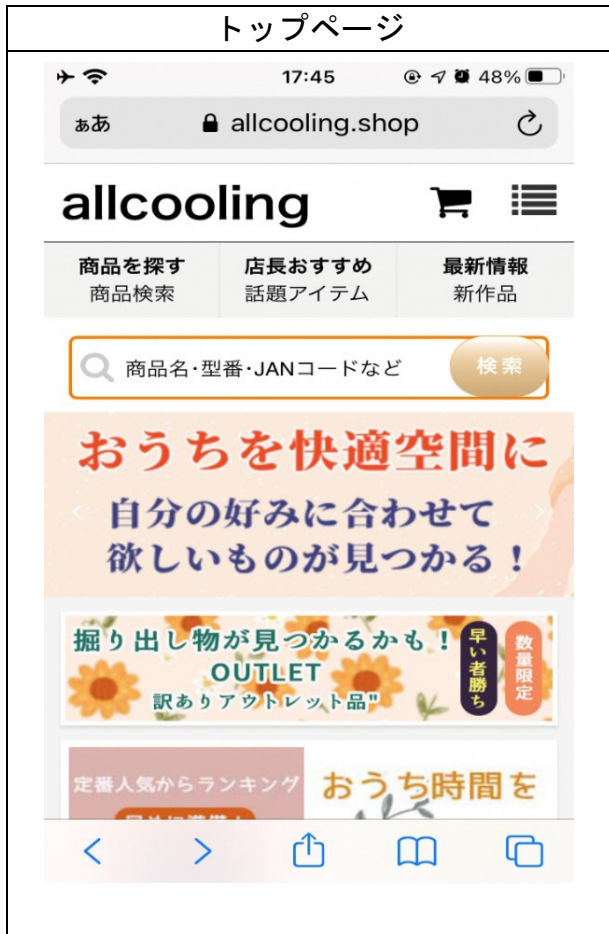 トップページ
17:45
48%
ぁあ
allcooling.shop
allcooling
商品を探す 店長おすすめ 最新情報
商品検索 話題アイテム 新作品
商品名・型番・JANコードなど 検索
おうちを快適空間に
自分の好みに合わせて
欲しいものが見つかる！
掘り出し物が見つかるかも！
OUTLET
訳ありアウトレット品"
早い者勝ち
数量限定
定番人気からランキング
おうち時間を